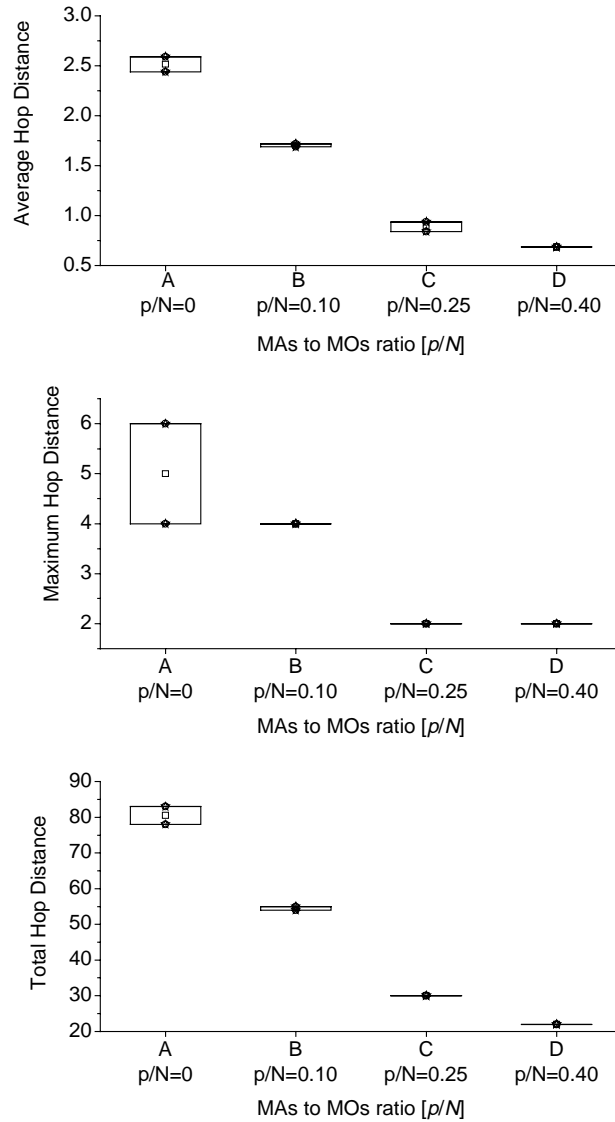 Average Hop Distance
3.0
2.5
2.0
1.5
1.0
0.5
A B C D
p/N=0 p/N=0.10 p/N=0.25 p/N=0.40
MAs to MOs ratio [p/N]
Maximum Hop Distance
6
5
4
3
2
A B C D
p/N=0 p/N=0.10 p/N=0.25 p/N=0.40
MAs to MOs ratio [p/N]
Total Hop Distance
90
80
70
60
50
40
30
20
A B C D
p/N=0 p/N=0.10 p/N=0.25 p/N=0.40
MAs to MOs ratio [p/N]